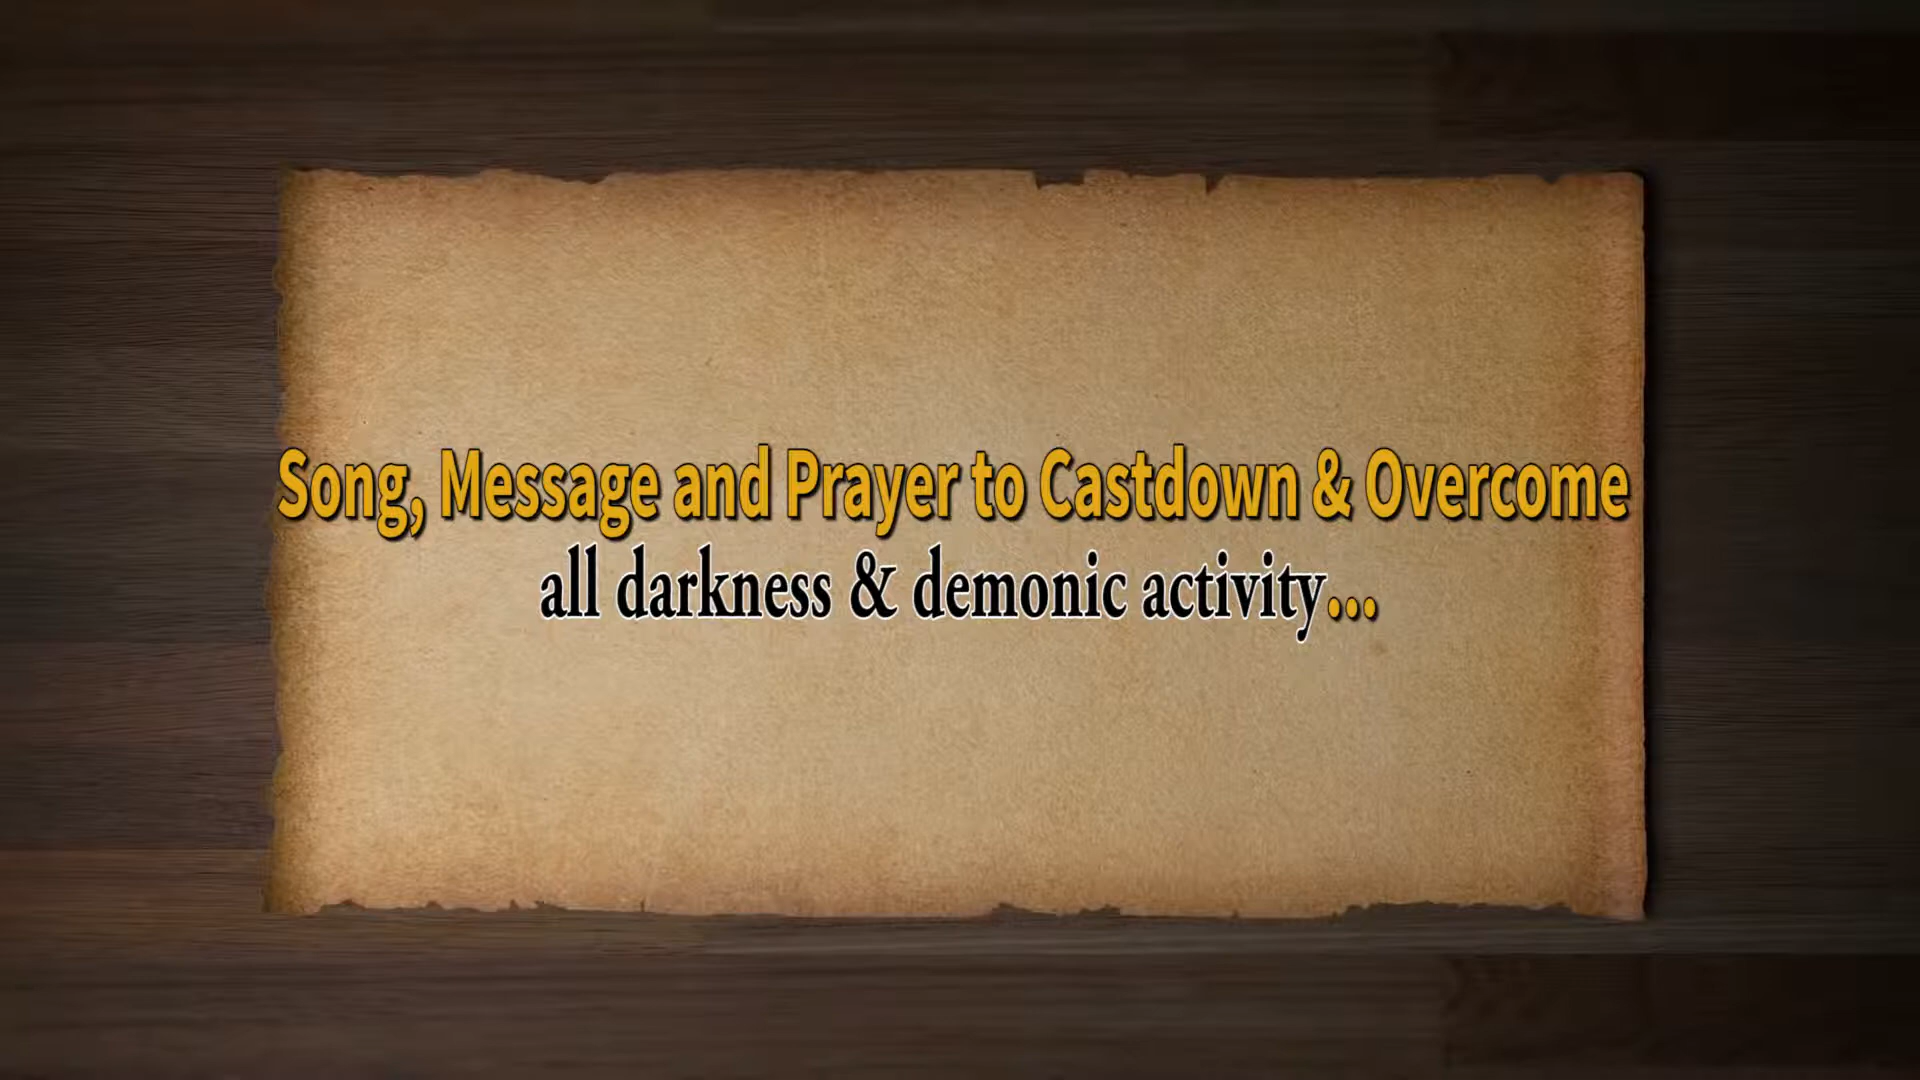 Song, Message and Prayer to Castdown & Overcome
all darkness & demonic activity...